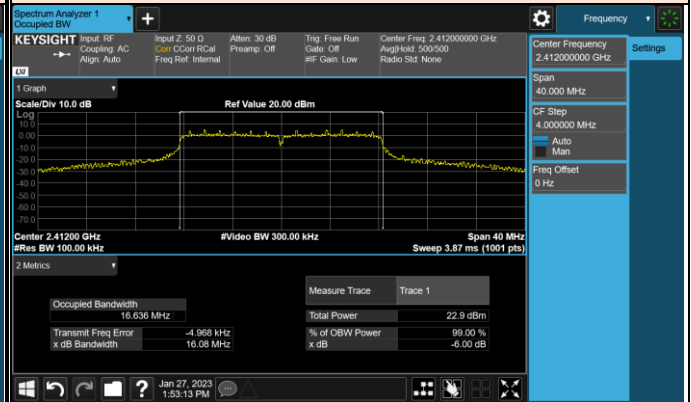 Spectrum Analyzer 1
Occupied BW
+
Frequency
KEYSIGHT
Input: RF
Coupling: AC
Align: Auto
Input Z: 50 Ω
Corr CCorr RCal
Freq Ref: Internal
Atten: 30 dB
Preamp: Off
Trig: Free Run
Gate: Off
#IF Gain: Low
Center Freq: 2.412000000 GHz
Avg|Hold: 500/500
Radio Std: None
LXI
Center Frequency
2.412000000 GHz
Settings
Span
40.000 MHz
CF Step
4.000000 MHz
Auto
Man
Freq Offset
0 Hz
1 Graph
Scale/Div 10.0 dB
Ref Value 20.00 dBm
Log
10.0
0.00
-10.0
-20.0
-30.0
-40.0
-50.0
-60.0
-70.0
Center 2.41200 GHz
#Video BW 300.00 kHz
Span 40 MHz
#Res BW 100.00 kHz
Sweep 3.87 ms (1001 pts)
2 Metrics
Measure Trace
Trace 1
Occupied Bandwidth
16.636 MHz
Total Power
22.9 dBm
Transmit Freq Error
-4.968 kHz
% of OBW Power
99.00 %
x dB Bandwidth
16.08 MHz
x dB
-6.00 dB
?
Jan 27, 2023
1:53:13 PM